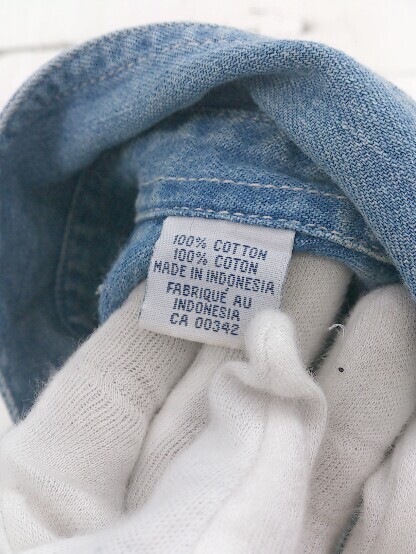 100% COTTON
100% COTON
MADE IN INDONESIA
FABRIQUÉ AU
INDONESIA
CA 00342